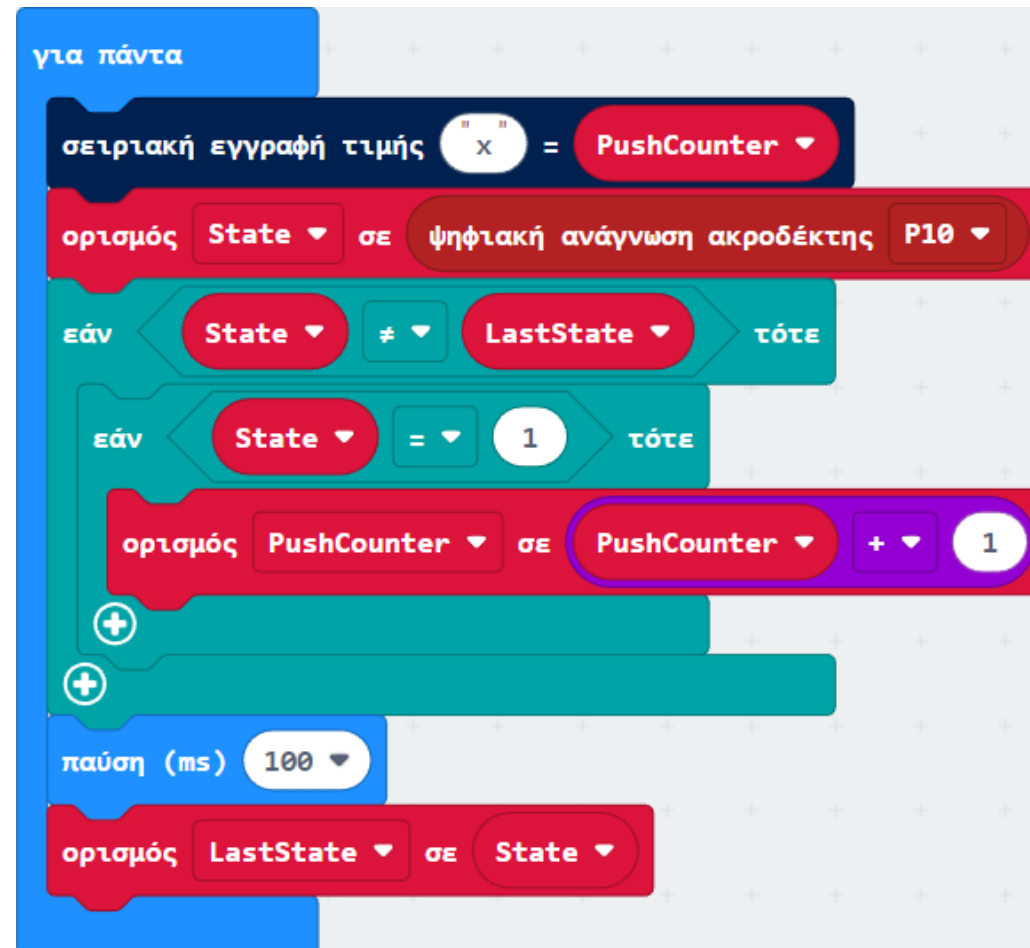 για πάντα
σειριακή εγγραφή τιμής "x" = PushCounter
ορισμός State σε ψηφιακή ανάγνωση ακροδέκτης P10
εάν State ≠ LastState τότε
εάν State = 1 τότε
ορισμός PushCounter σε PushCounter + 1
παύση (ms) 100
ορισμός LastState σε State